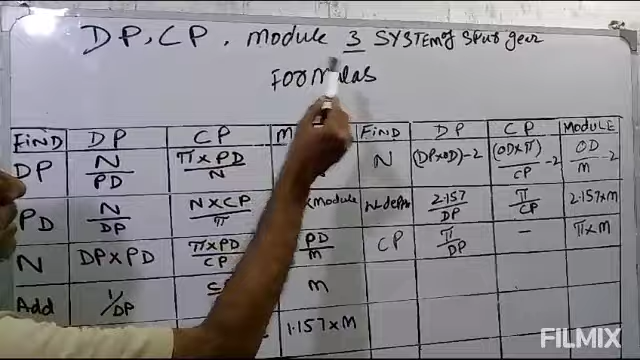 DP, CP, Module 3 SYSTEM of SPUR gear
FORMULAS
FIND DP CP FIND DP CP MODULE
DP N/PD π×PD/N N (DP×OD)-2 (OD×π)/CP -2 OD/M -2
PD N/DP N×CP/π ×Module 2.157/DP π/CP 2.157×M
N DP×PD π×PD/CP PD/M CP π/DP – π×M
Add 1/DP M
1.157×M
FILMIX